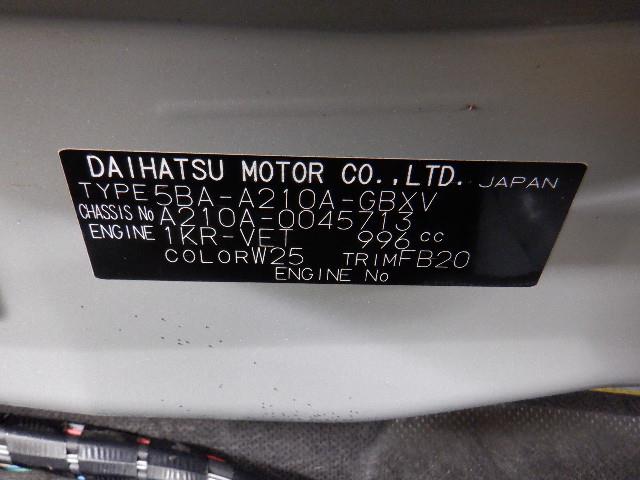 DAIHATSU MOTOR CO.,LTD. JAPAN
TYPE 5BA-A210A-GBXV
CHASSIS No A210A-0045713
ENGINE 1KR-VET 996 cc
COLOR W25 TRIM FB20
ENGINE No